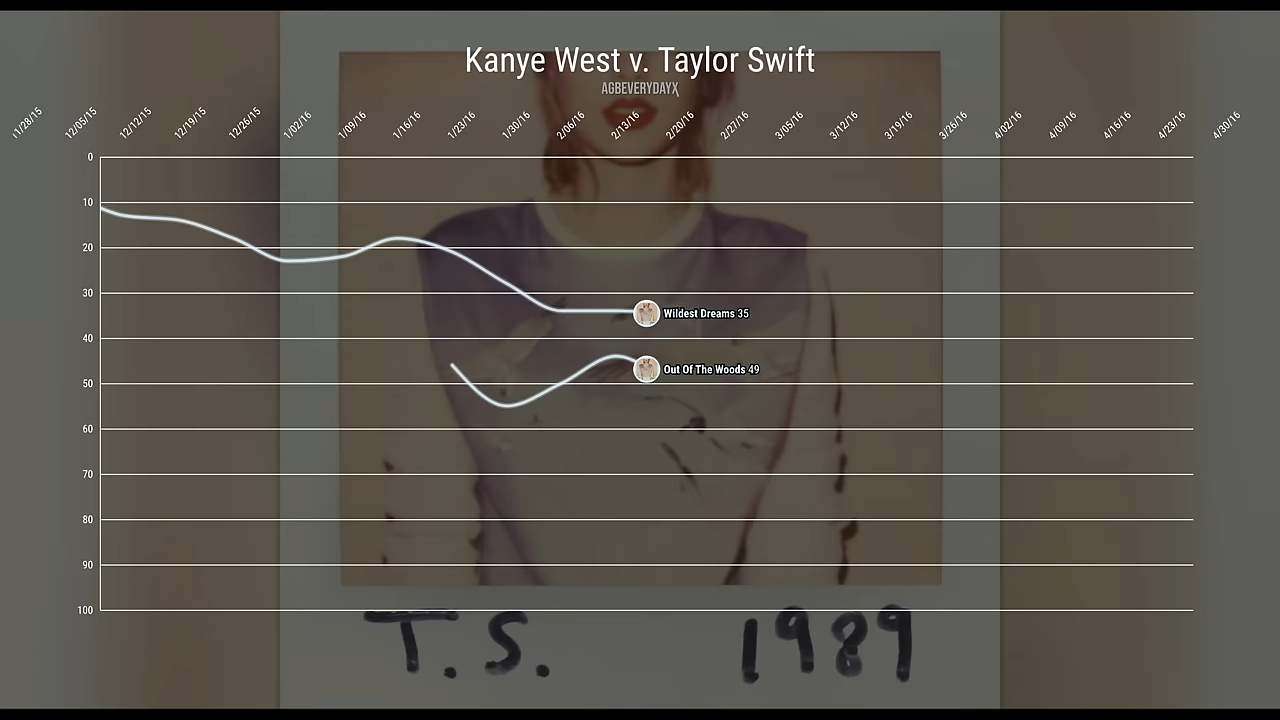 Kanye West v. Taylor Swift
AGBEVERYDAYX
11/28/15 12/05/15 12/12/15 12/19/15 12/26/15 1/02/16 1/09/16 1/16/16 1/23/16 1/30/16 2/06/16 2/13/16 2/20/16 2/27/16 3/05/16 3/12/16 3/19/16 3/26/16 4/02/16 4/09/16 4/16/16 4/23/16 4/30/16
0
10
20
30
Wildest Dreams 35
40
Out Of The Woods 49
50
60
70
80
90
100
T.S. 1989